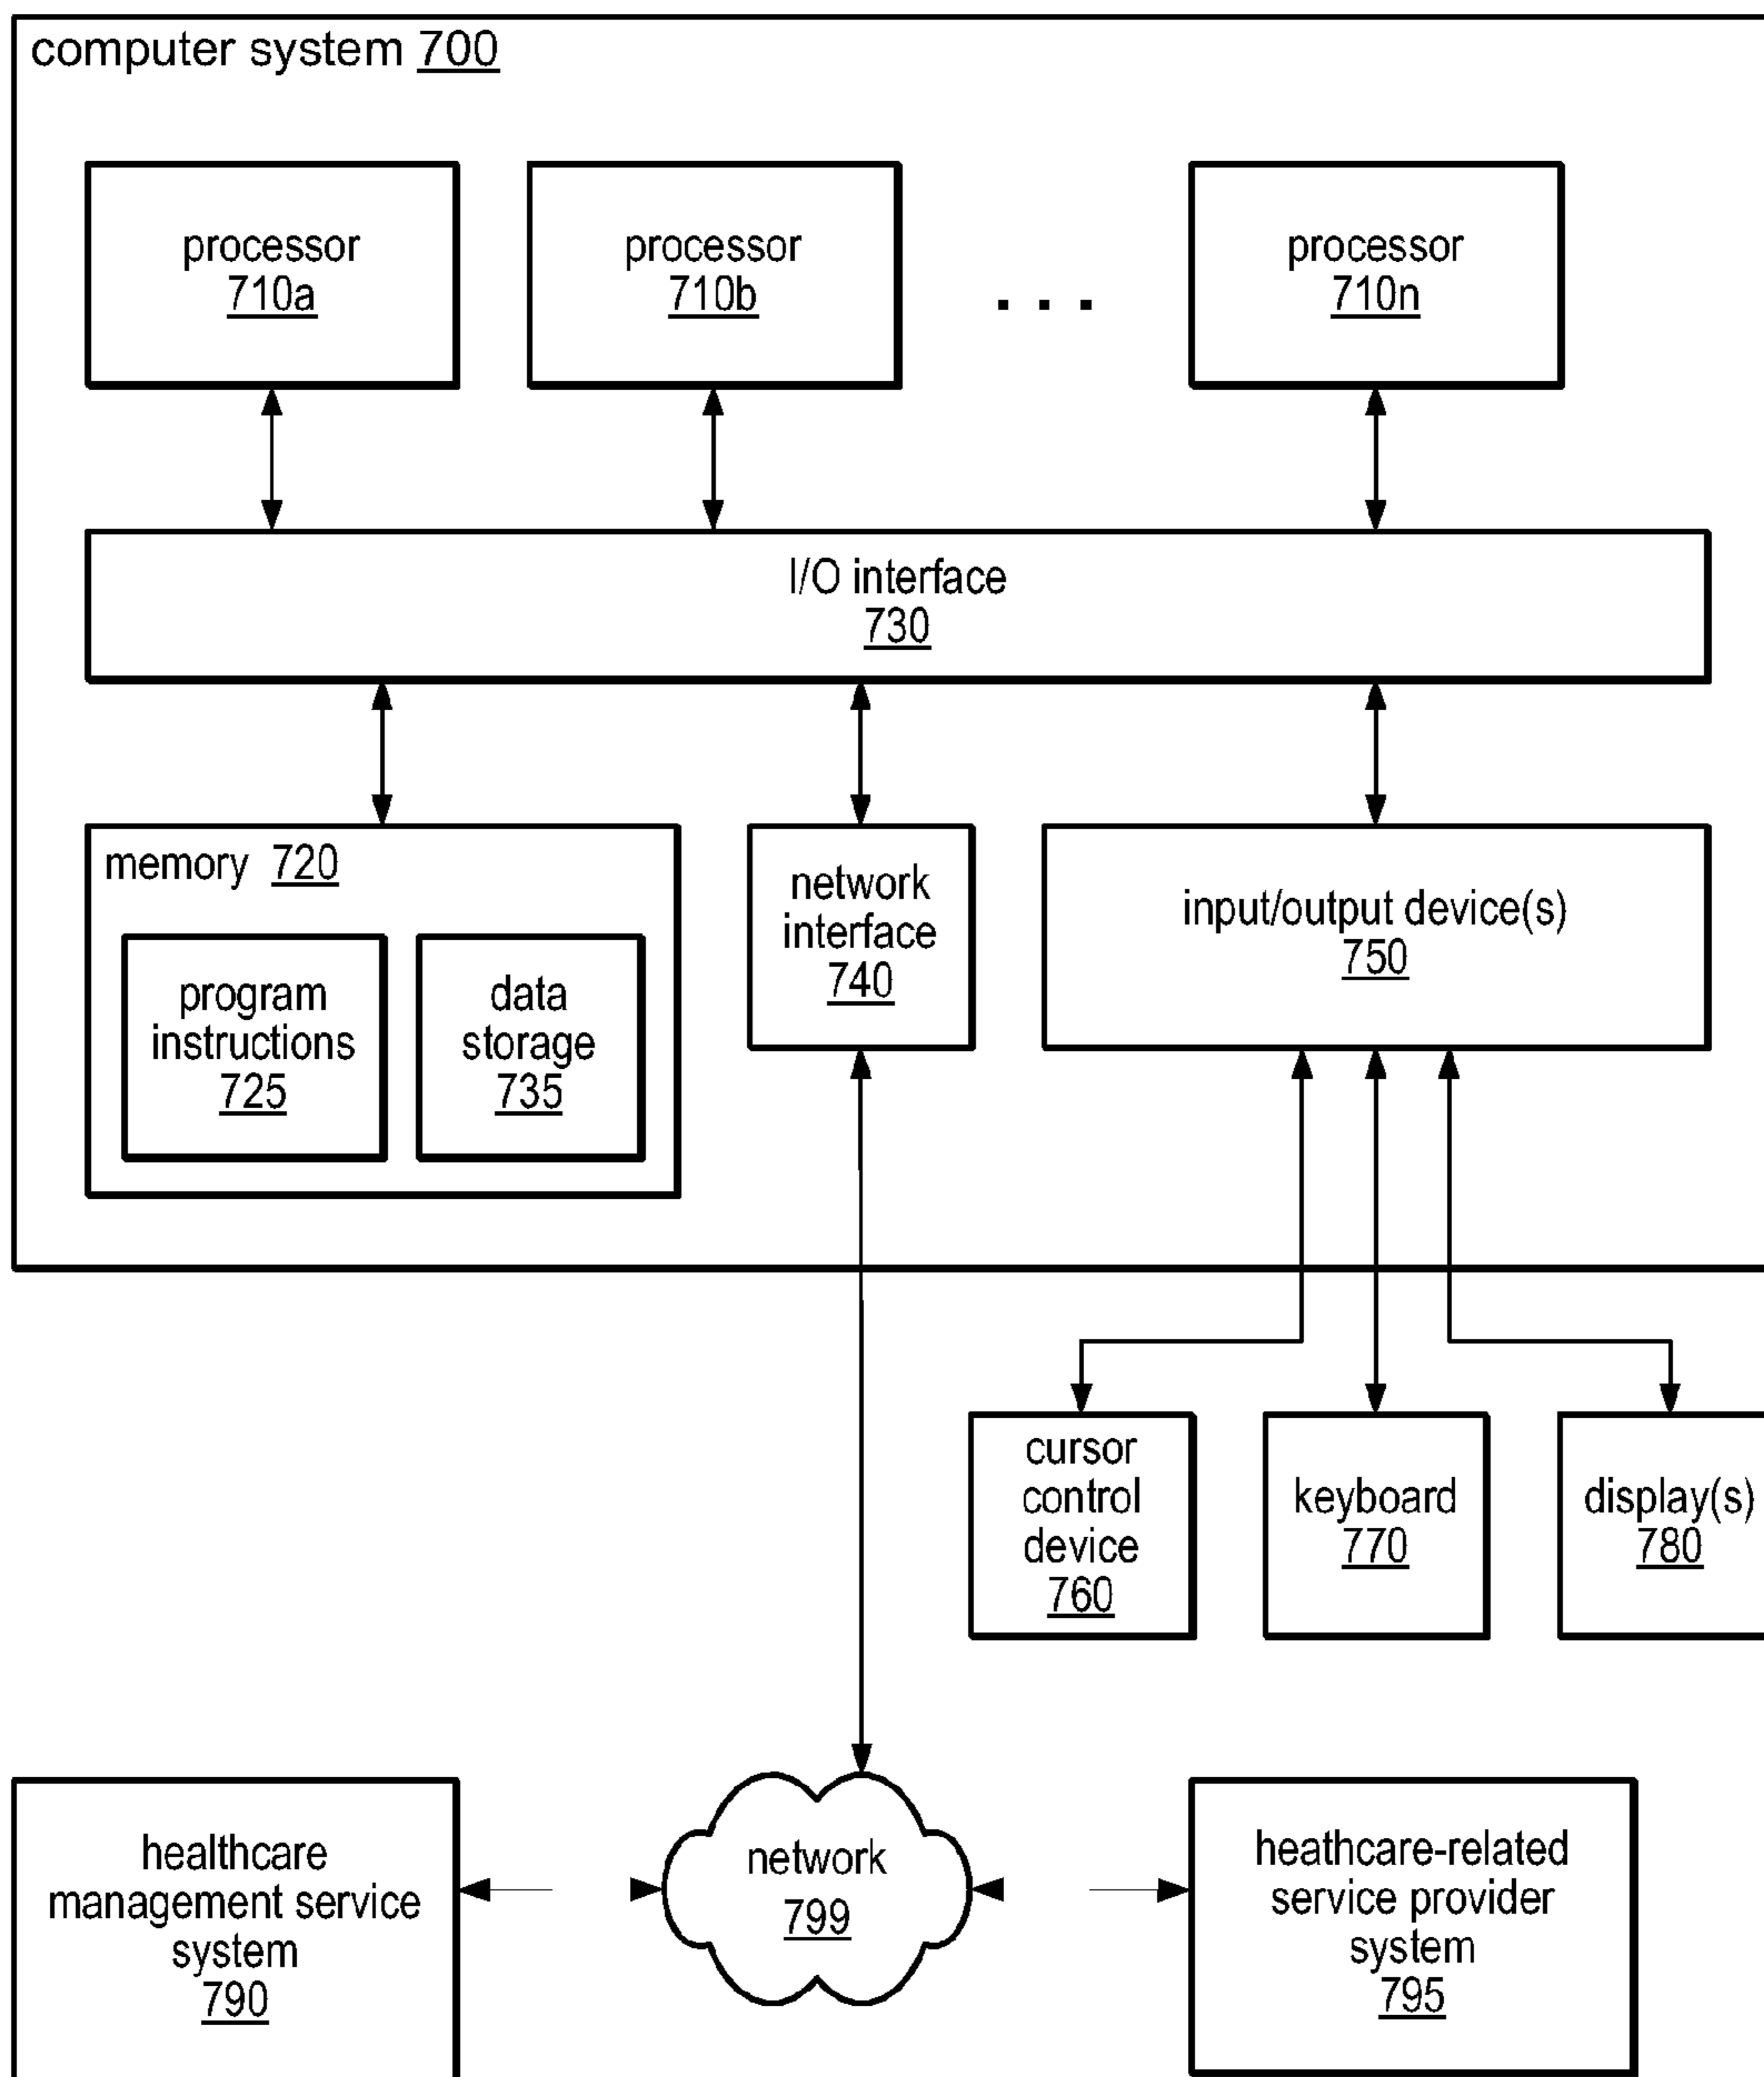 computer system 700
processor
710a
processor
710b
. . .
processor
710n
I/O interface
730
memory 720
program
instructions
725
data
storage
735
network
interface
740
input/output device(s)
750
cursor
control
device
760
keyboard
770
display(s)
780
healthcare
management service
system
790
network
799
heathcare-related
service provider
system
795